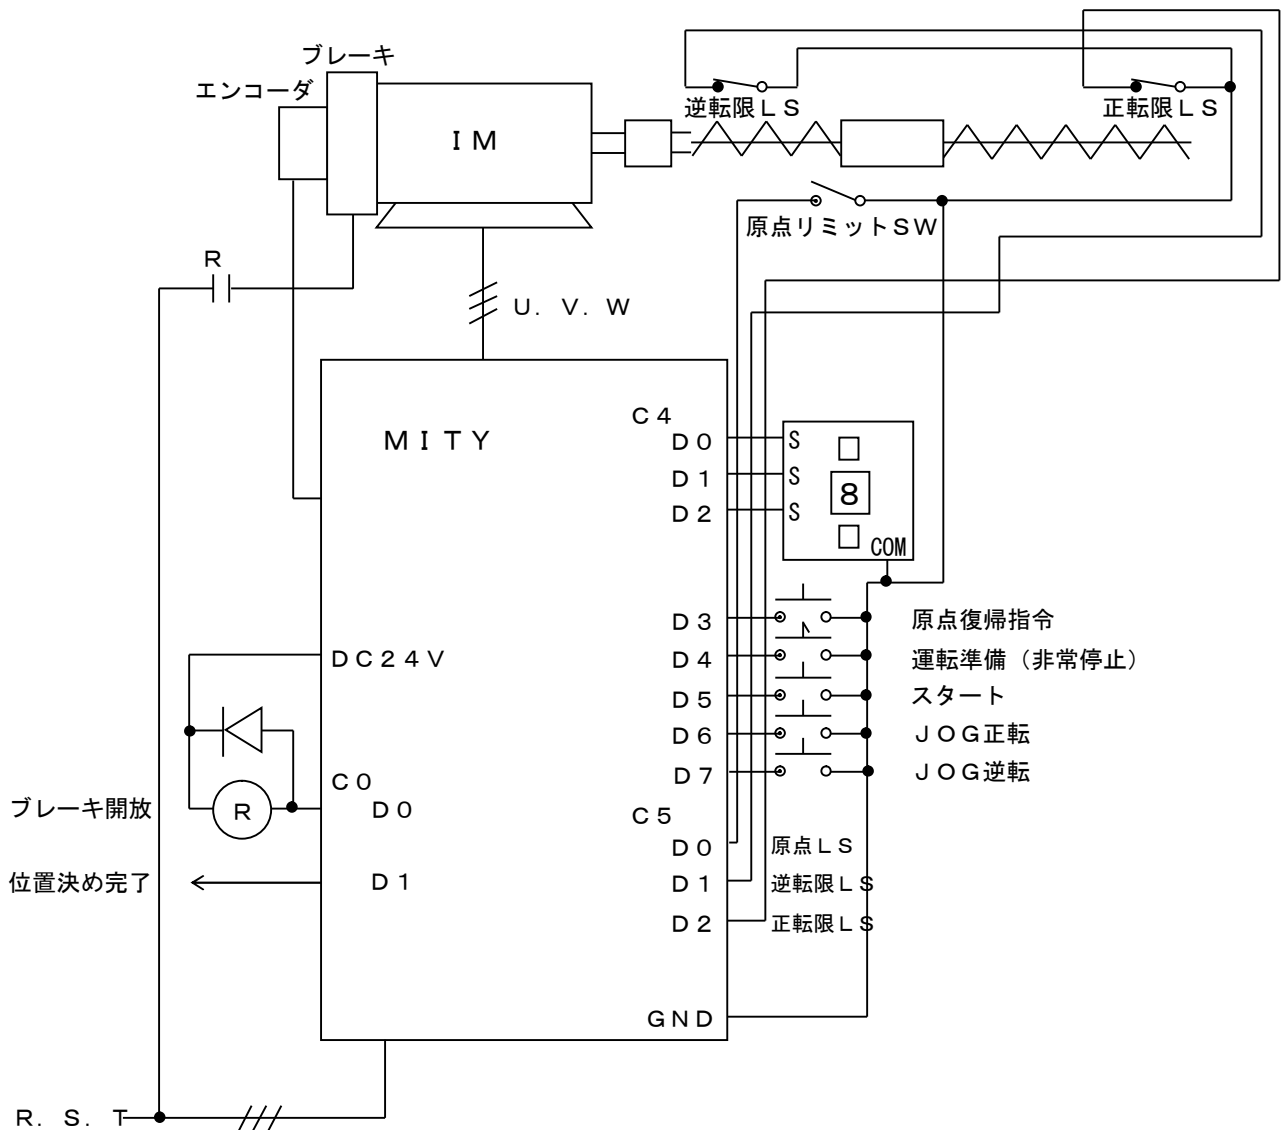 ブレーキ
エンコーダ
ＩＭ
逆転限ＬＳ
正転限ＬＳ
原点リミットＳＷ
Ｒ
Ｕ．Ｖ．Ｗ
ＭＩＴＹ
Ｃ４
Ｄ０
Ｄ１
Ｄ２
S
S
S
8
COM
Ｄ３
原点復帰指令
Ｄ４
運転準備（非常停止）
Ｄ５
スタート
Ｄ６
ＪＯＧ正転
Ｄ７
ＪＯＧ逆転
ＤＣ２４Ｖ
Ｃ０
ブレーキ開放
Ｒ
Ｄ０
位置決め完了
Ｄ１
Ｃ５
Ｄ０
原点ＬＳ
Ｄ１
逆転限ＬＳ
Ｄ２
正転限ＬＳ
ＧＮＤ
Ｒ．Ｓ．Ｔ